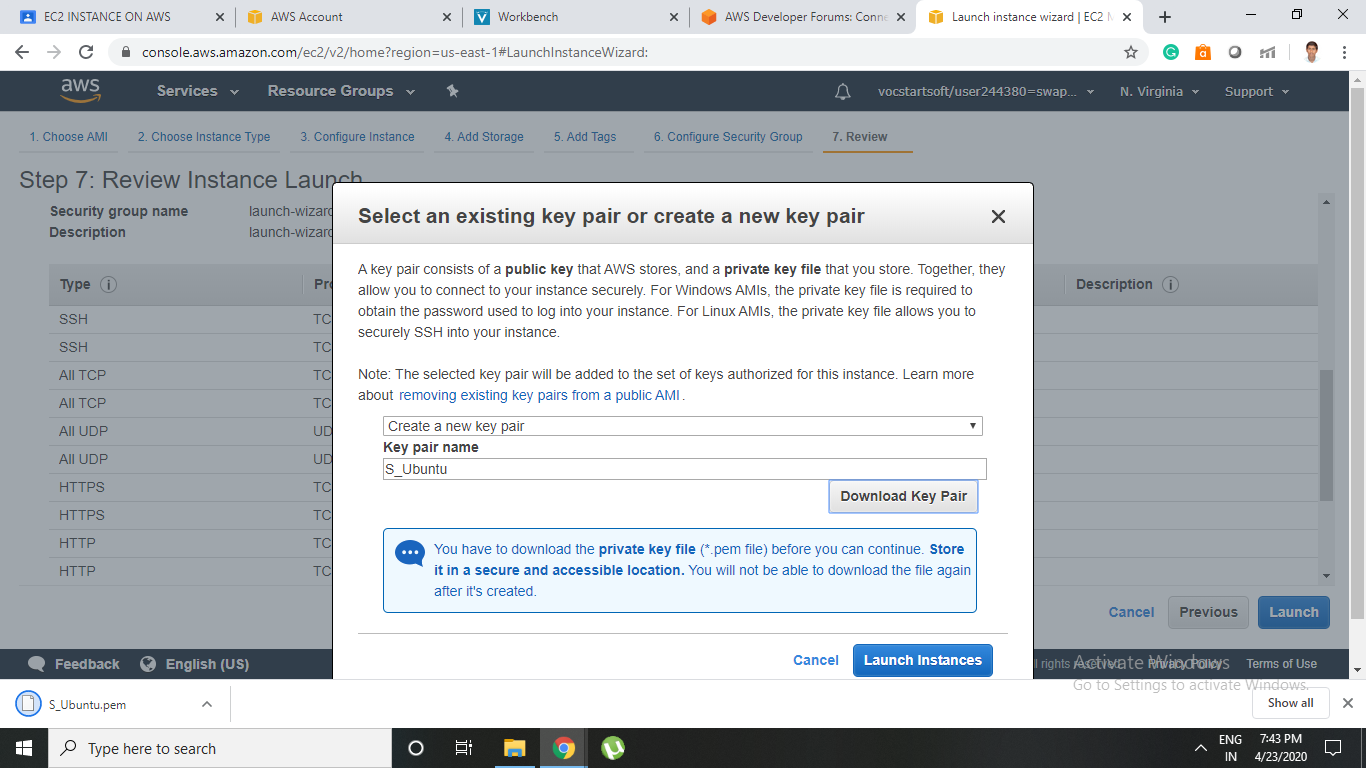 EC2 INSTANCE ON AWS
AWS Account
Workbench
AWS Developer Forums: Conne
Launch instance wizard | EC2 M
console.aws.amazon.com/ec2/v2/home?region=us-east-1#LaunchInstanceWizard:
aws
Services
Resource Groups
vocstartsoft/user244380=swap...
N. Virginia
Support
1. Choose AMI
2. Choose Instance Type
3. Configure Instance
4. Add Storage
5. Add Tags
6. Configure Security Group
7. Review
Step 7: Review Instance Launch
Security group name
launch-wizard
Description
launch-wizard
Type
Pro
Description
SSH
TC
SSH
TC
All TCP
TC
All TCP
TC
All UDP
UD
All UDP
UD
HTTPS
TC
HTTPS
TC
HTTP
TC
HTTP
TC
Select an existing key pair or create a new key pair
A key pair consists of a public key that AWS stores, and a private key file that you store. Together, they
allow you to connect to your instance securely. For Windows AMIs, the private key file is required to
obtain the password used to log into your instance. For Linux AMIs, the private key file allows you to
securely SSH into your instance.
Note: The selected key pair will be added to the set of keys authorized for this instance. Learn more
about removing existing key pairs from a public AMI.
Create a new key pair
Key pair name
S_Ubuntu
Download Key Pair
You have to download the private key file (*.pem file) before you can continue. Store
it in a secure and accessible location. You will not be able to download the file again
after it's created.
Cancel
Launch Instances
Cancel
Previous
Launch
Feedback
English (US)
l rights reserved.
Privacy Policy
Terms of Use
Activate Windows
Go to Settings to activate Windows.
S_Ubuntu.pem
Show all
Type here to search
ENG
IN
7:43 PM
4/23/2020